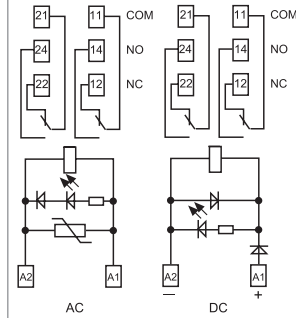 21 11 COM 21 11 COM
24 14 NO 24 14 NO
22 12 NC 22 12 NC
A2 A1 A2 A1
— +
AC DC